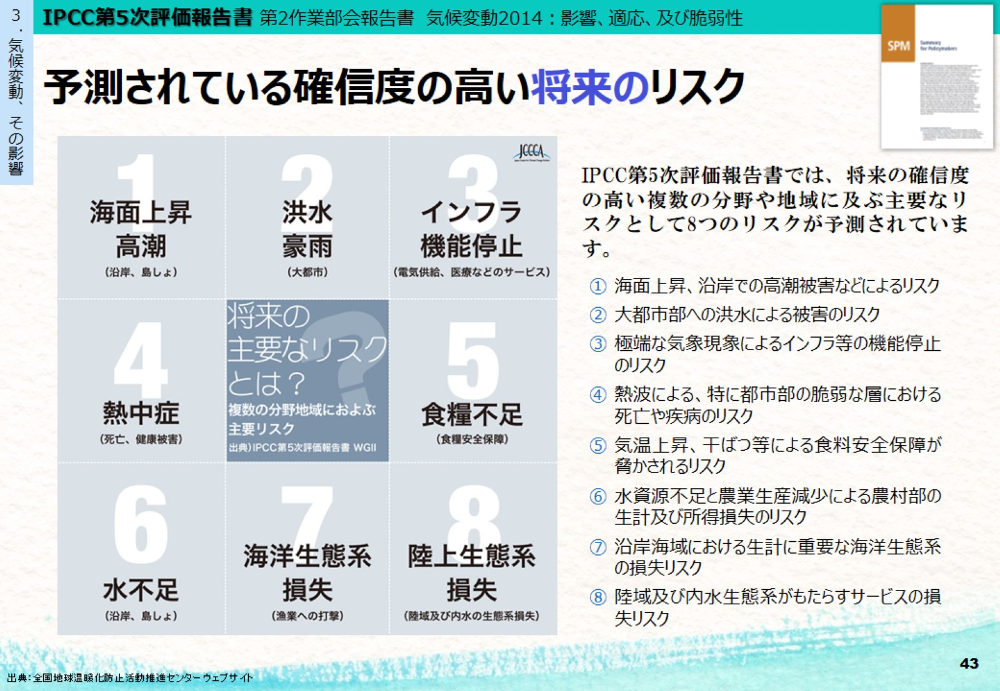 IPCC第5次評価報告書 第2作業部会報告書 気候変動2014：影響、適応、及び脆弱性
3．気候変動、その影響
SPM
Summary
for Policymakers
予測されている確信度の高い将来のリスク
JCCCA
1
海面上昇
高潮
（沿岸、島しょ）
2
洪水
豪雨
（大都市）
3
インフラ
機能停止
（電気供給、医療などのサービス）
4
熱中症
（死亡、健康被害）
将来の
主要なリスク
とは？
複数の分野地域におよぶ
主要リスク
出典）IPCC第5次評価報告書 WGII
5
食糧不足
（食糧安全保障）
6
水不足
（沿岸、島しょ）
7
海洋生態系
損失
（漁業への打撃）
8
陸上生態系
損失
（陸域及び内水の生態系損失）
IPCC第5次評価報告書では、将来の確信度
の高い複数の分野や地域に及ぶ主要なリ
スクとして8つのリスクが予測されていま
す。
① 海面上昇、沿岸での高潮被害などによるリスク
② 大都市部への洪水による被害のリスク
③ 極端な気象現象によるインフラ等の機能停止
のリスク
④ 熱波による、特に都市部の脆弱な層における
死亡や疾病のリスク
⑤ 気温上昇、干ばつ等による食料安全保障が
脅かされるリスク
⑥ 水資源不足と農業生産減少による農村部の
生計及び所得損失のリスク
⑦ 沿岸海域における生計に重要な海洋生態系
の損失リスク
⑧ 陸域及び内水生態系がもたらすサービスの損
失リスク
出典：全国地球温暖化防止活動推進センターウェブサイト
43